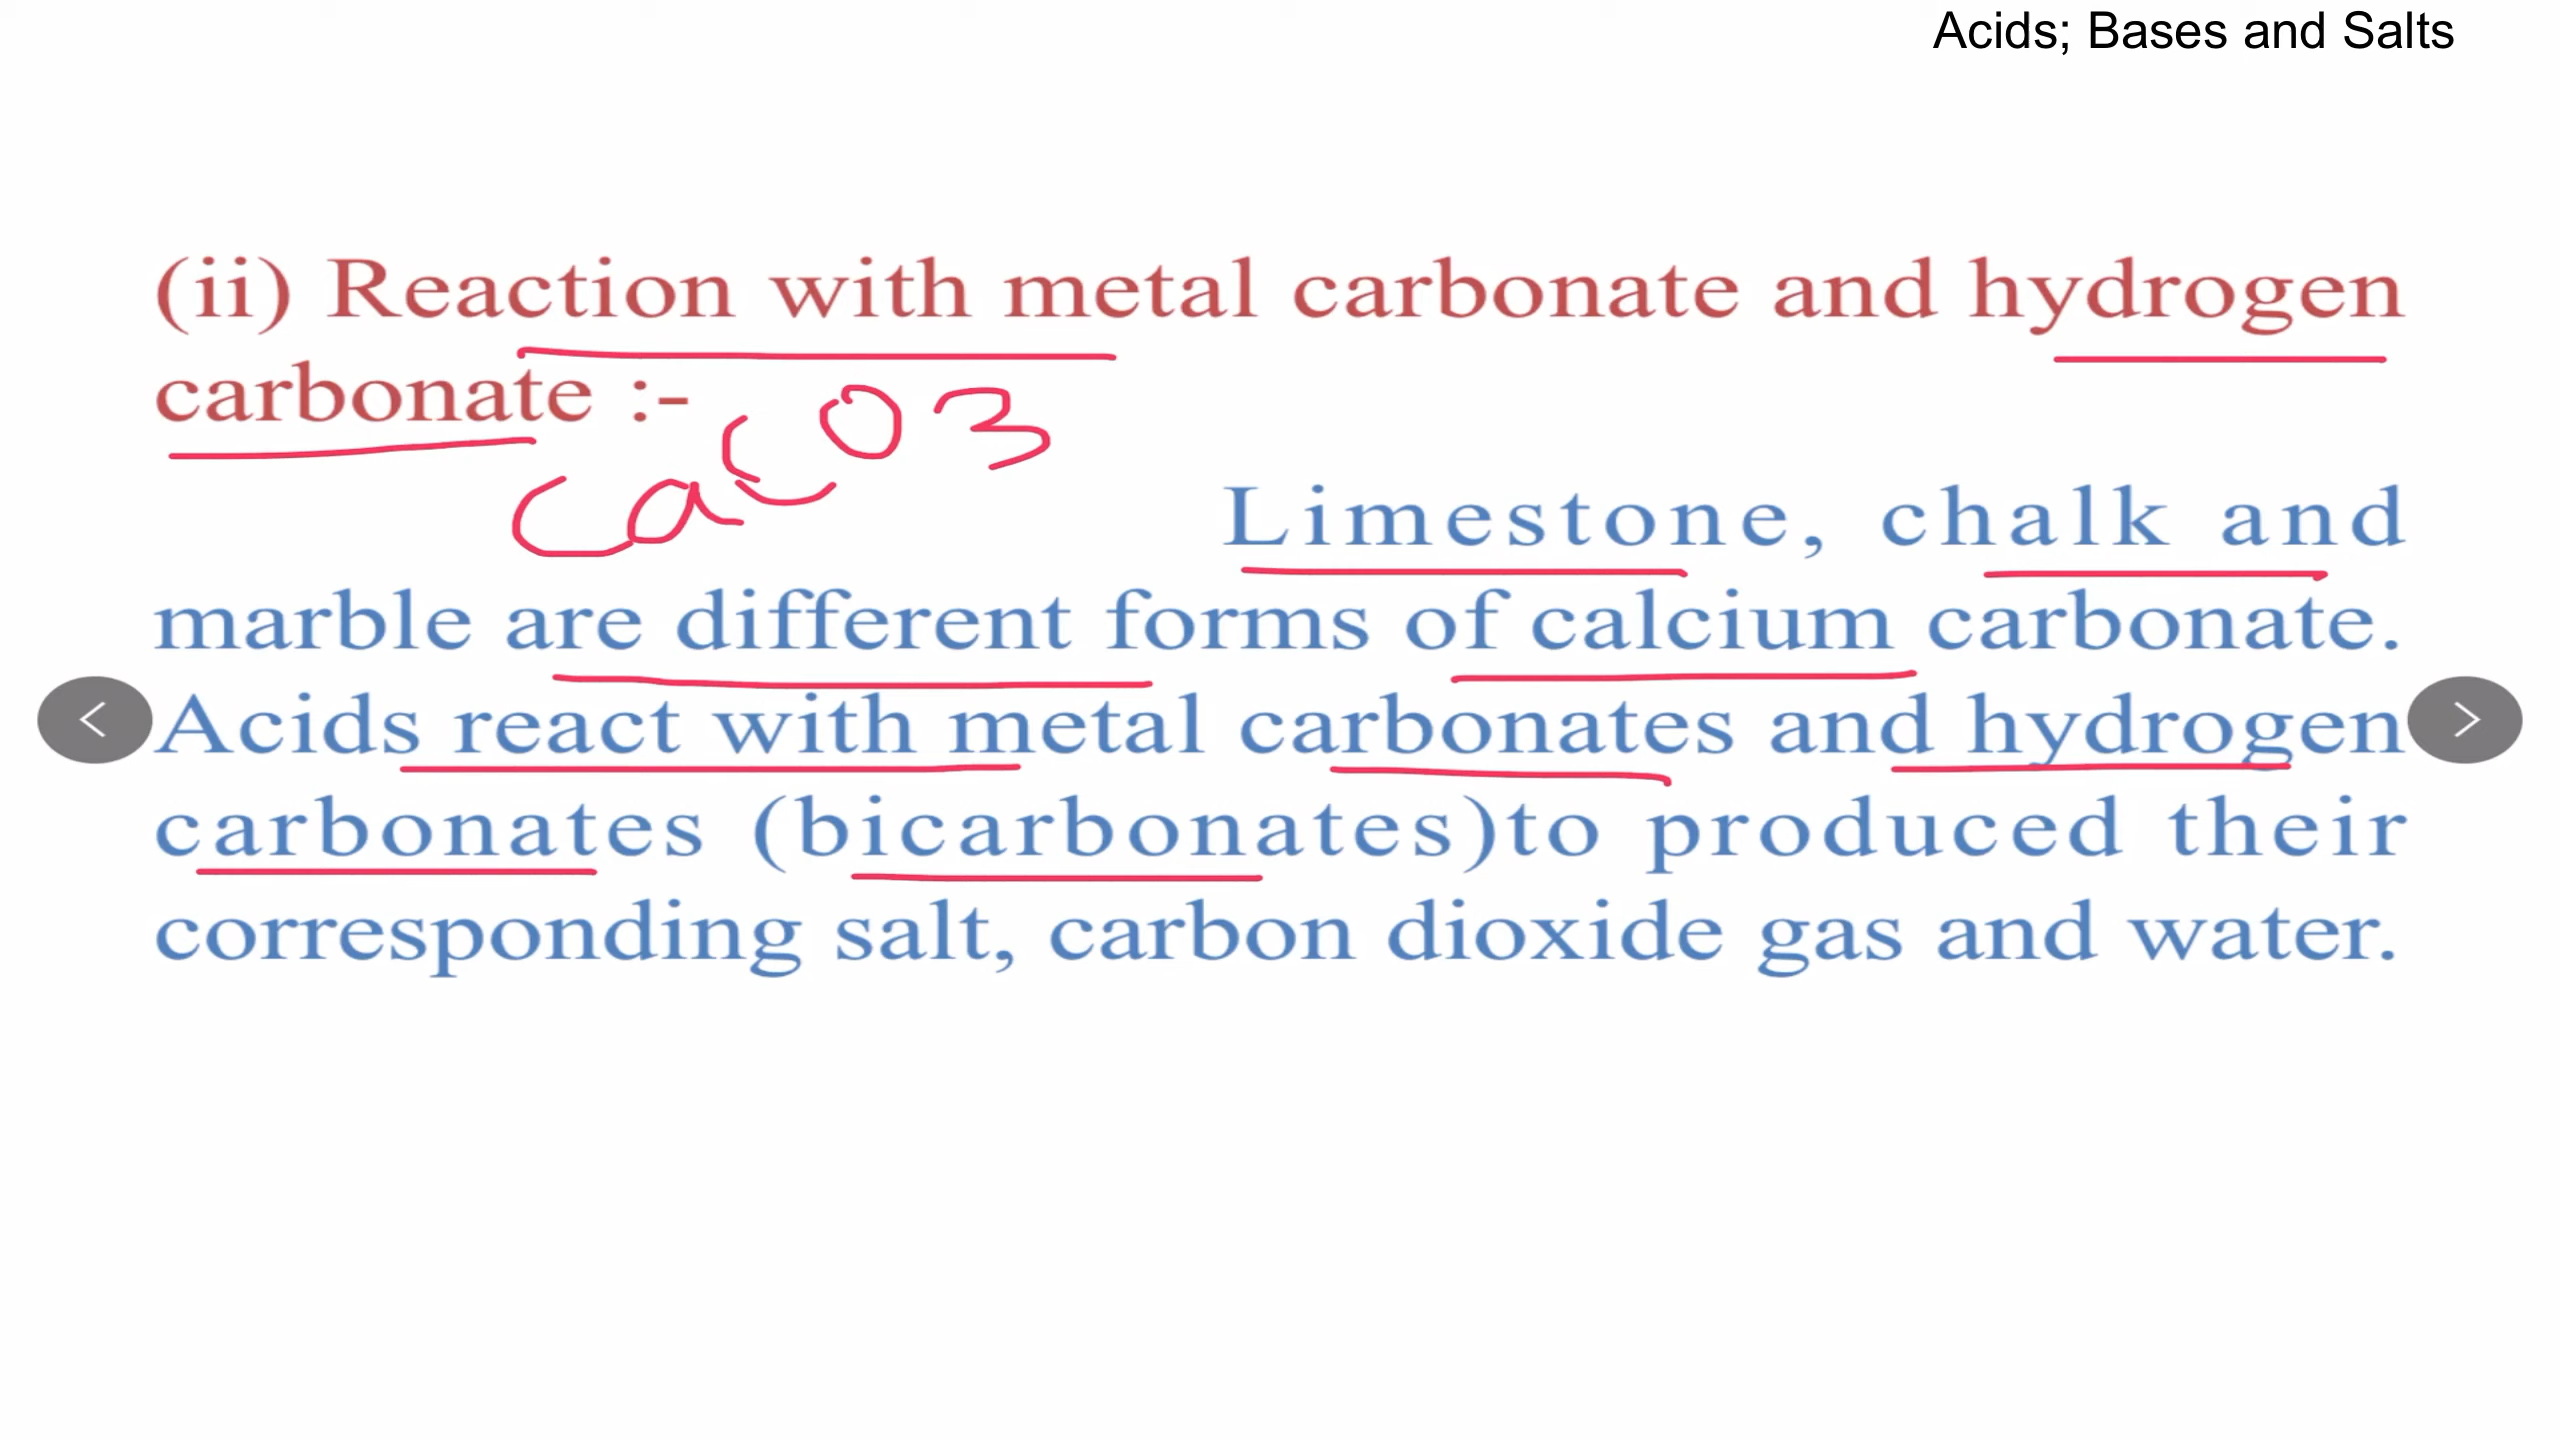 Acids; Bases and Salts
(ii) Reaction with metal carbonate and hydrogen
carbonate :-
CaCO3
Limestone, chalk and
marble are different forms of calcium carbonate.
Acids react with metal carbonates and hydrogen
carbonates (bicarbonates)to produced their
corresponding salt, carbon dioxide gas and water.